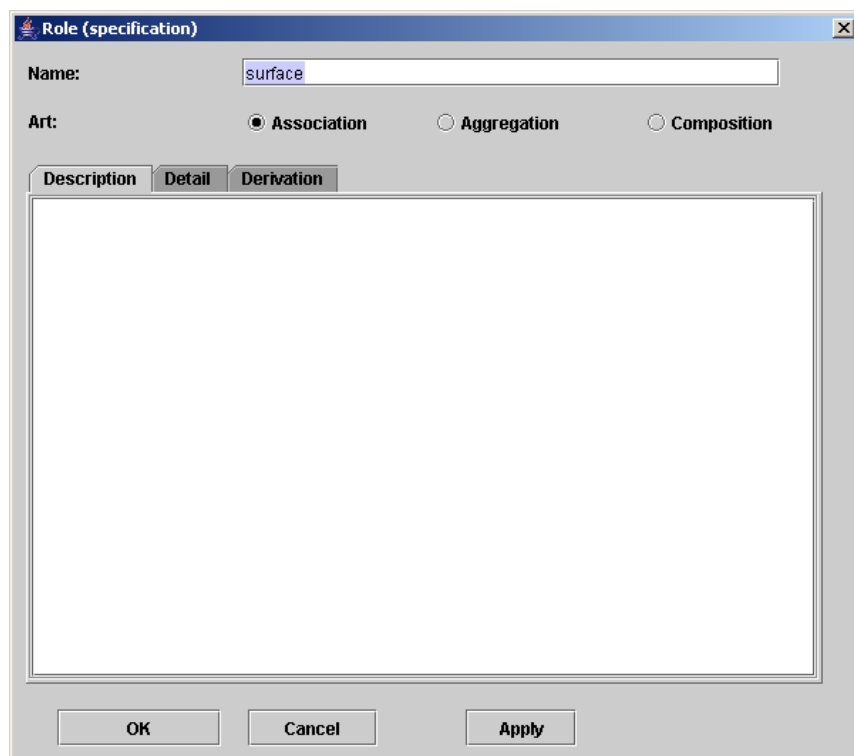 Role (specification)
Name: surface
Art: Association Aggregation Composition
Description Detail Derivation
OK Cancel Apply